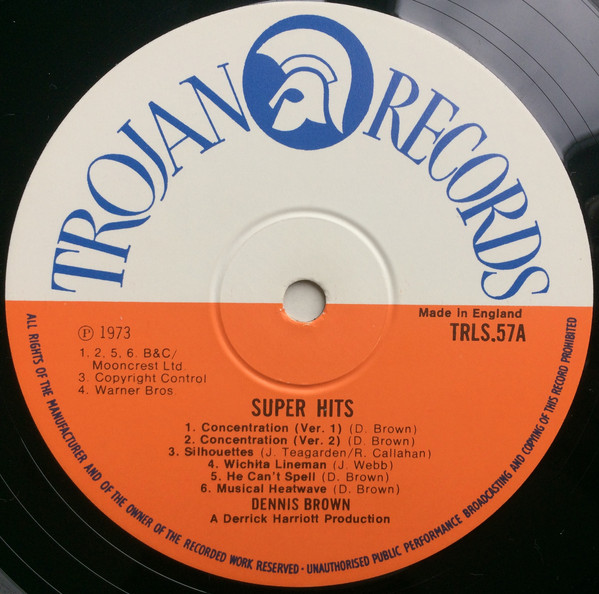 TROJAN RECORDS
Made in England
TRLS.57A
℗ 1973
1. 2. 5. 6. B&C/
Mooncrest Ltd.
3. Copyright Control
4. Warner Bros.
SUPER HITS
1. Concentration (Ver. 1) (D. Brown)
2. Concentration (Ver. 2) (D. Brown)
3. Silhouettes (J. Teagarden/R. Callahan)
4. Wichita Lineman (J. Webb)
5. He Can't Spell (D. Brown)
6. Musical Heatwave (D. Brown)
DENNIS BROWN
A Derrick Harriott Production
ALL RIGHTS OF THE MANUFACTURER AND OF THE OWNER OF THE RECORDED WORK RESERVED - UNAUTHORISED PUBLIC PERFORMANCE BROADCASTING AND COPYING OF THIS RECORD PROHIBITED